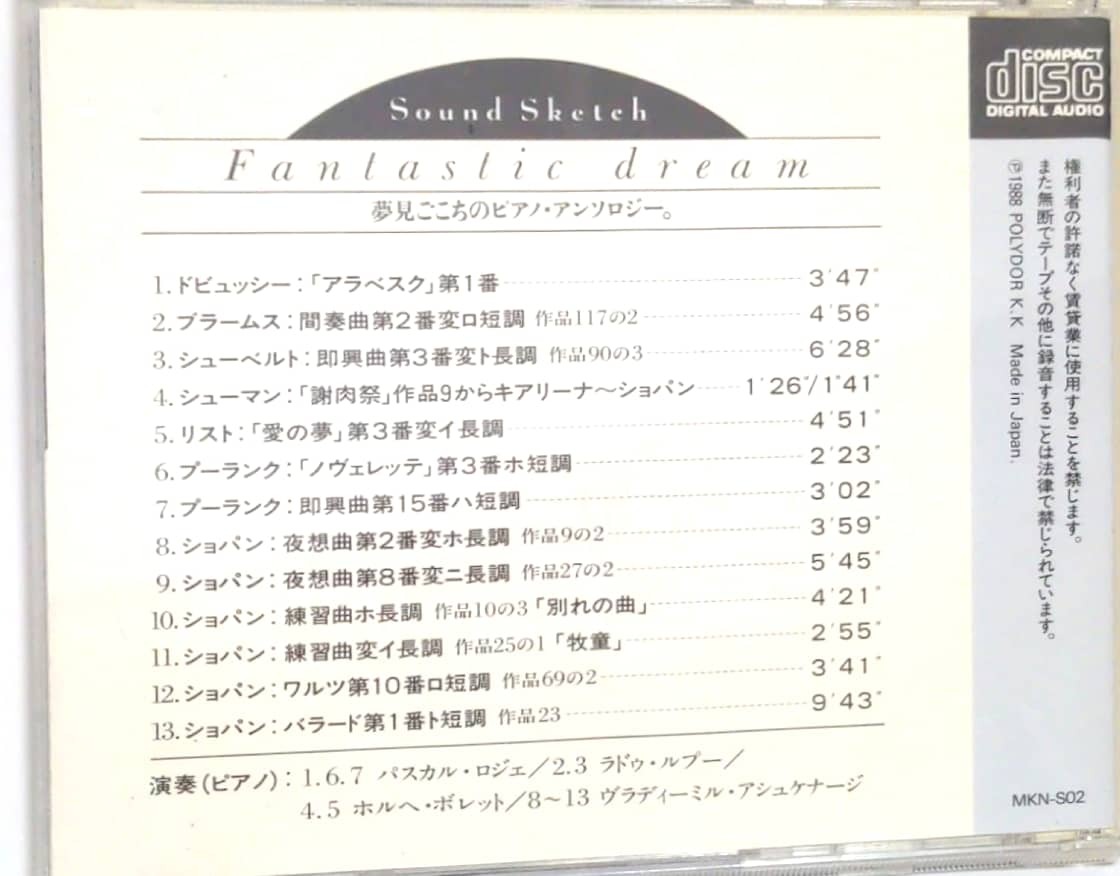 Sound Sketch
Fantastic dream
夢見ごこちのピアノ・アンソロジー。
1.ドビュッシー:「アラベスク」第1番 3′47″
2.ブラームス:間奏曲第2番変ロ短調 作品117の2 4′56″
3.シューベルト:即興曲第3番変ト長調 作品90の3 6′28″
4.シューマン:「謝肉祭」作品9からキアリーナ〜ショパン 1′26″/1″41″
5.リスト:「愛の夢」第3番変イ長調 4′51″
6.プーランク:「ノヴェレッテ」第3番ホ短調 2′23″
7.プーランク:即興曲第15番ハ短調 3′02″
8.ショパン:夜想曲第2番変ホ長調 作品9の2 3′59″
9.ショパン:夜想曲第8番変ニ長調 作品27の2 5′45″
10.ショパン:練習曲ホ長調 作品10の3「別れの曲」 4′21″
11.ショパン:練習曲変イ長調 作品25の1「牧童」 2′55″
12.ショパン:ワルツ第10番ロ短調 作品69の2 3′41″
13.ショパン:バラード第1番ト短調 作品23 9′43″
演奏(ピアノ):1.6.7 パスカル・ロジェ/2.3 ラドゥ・ルプー/
4.5 ホルヘ・ボレット/8〜13 ヴラディーミル・アシュケナージ
COMPACT
disc
DIGITAL AUDIO
権利者の許諾なく賃貸業に使用することを禁じます。
また無断でテープその他に録音することは法律で禁じられています。
Ⓟ1988 POLYDOR K.K Made in Japan.
MKN-S02